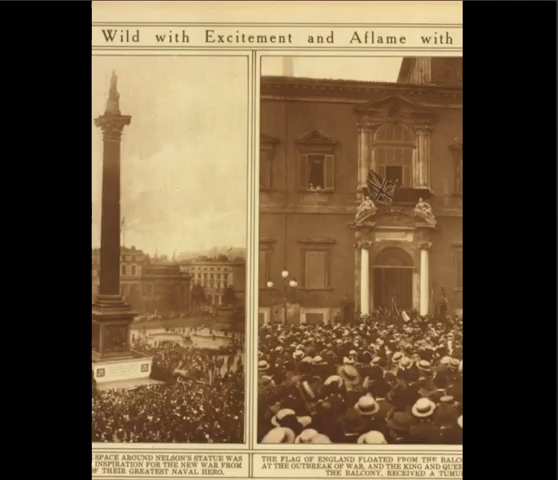 Wild with Excitement and Aflame with
SPACE AROUND NELSON'S STATUE WAS
INSPIRATION FOR THE NEW WAR FROM
OF THEIR GREATEST NAVAL HERO.
THE FLAG OF ENGLAND FLOATED FROM THE BALCO
AT THE OUTBREAK OF WAR, AND THE KING AND QUEE
THE BALCONY, RECEIVED A TUMU